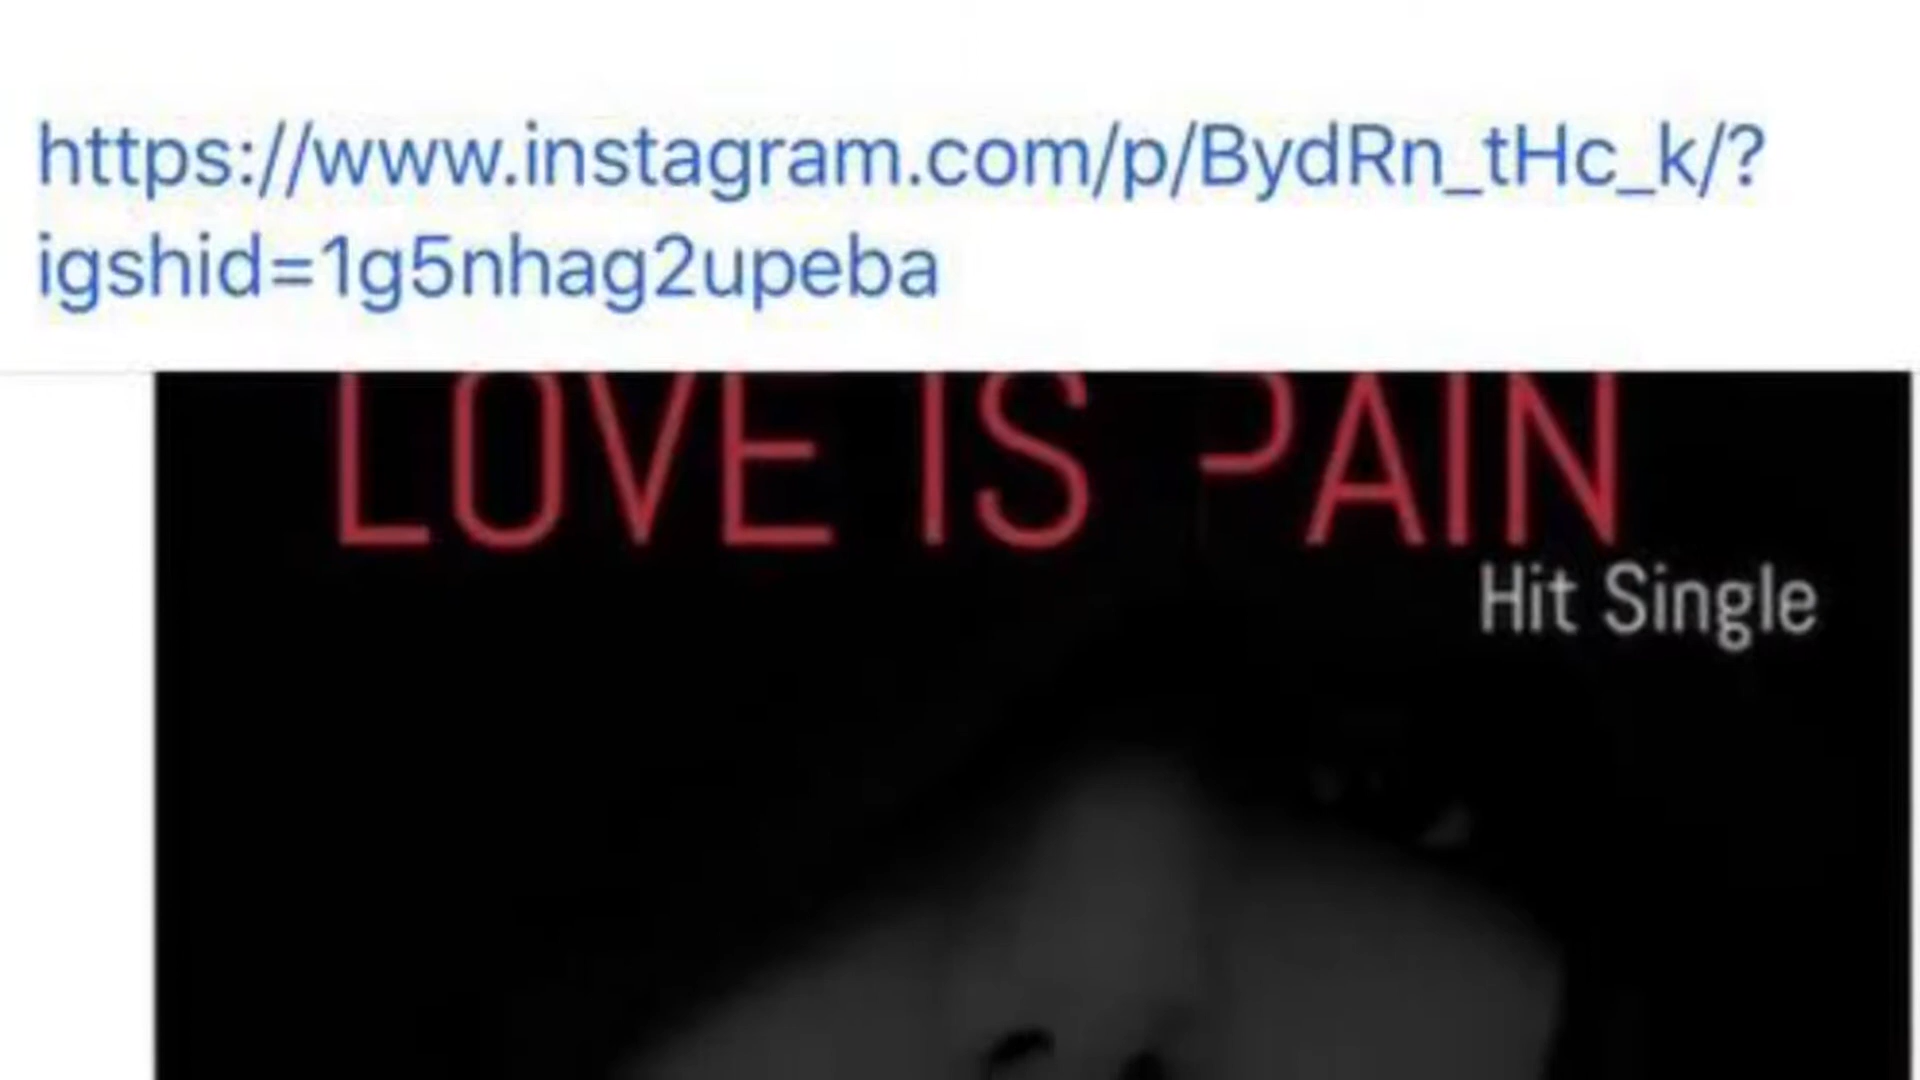 https://www.instagram.com/p/BydRn_tHc_k/?
igshid=1g5nhag2upeba
LOVE IS PAIN
Hit Single